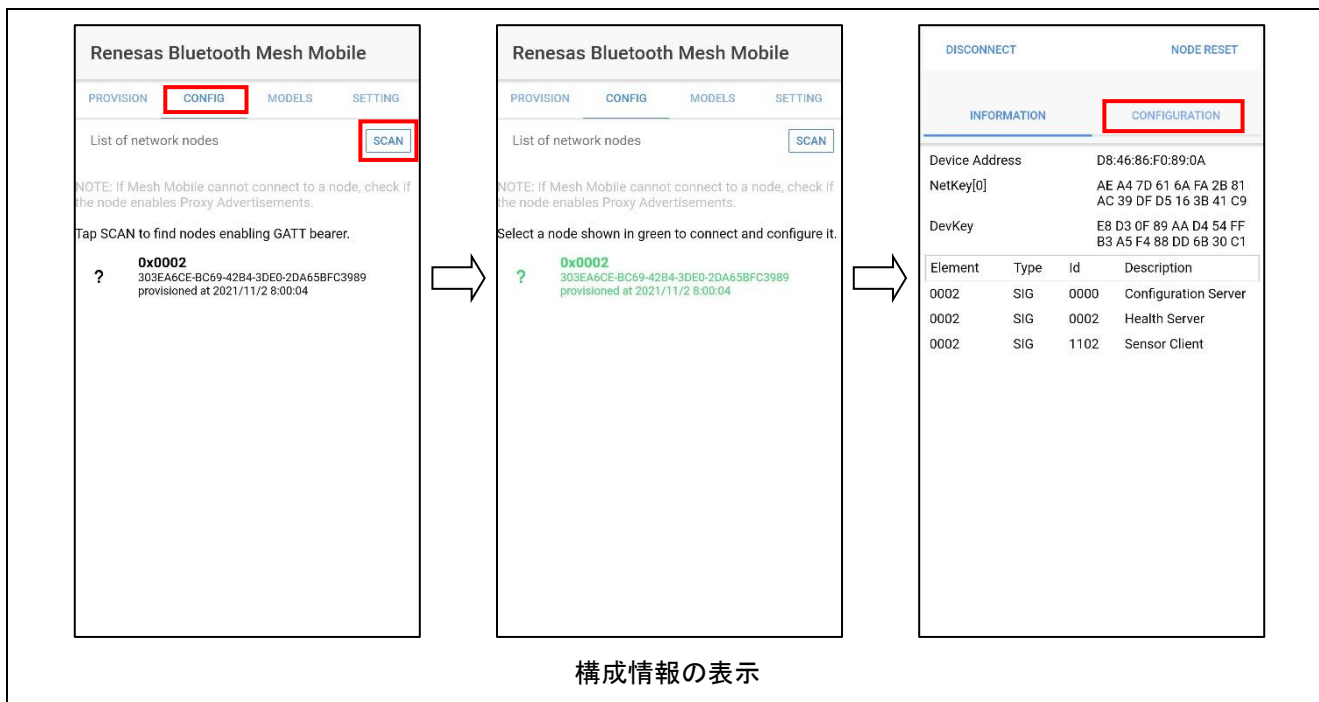 Renesas Bluetooth Mesh Mobile
PROVISION CONFIG MODELS SETTING
List of network nodes SCAN
NOTE: If Mesh Mobile cannot connect to a node, check if
the node enables Proxy Advertisements.
Tap SCAN to find nodes enabling GATT bearer.
0x0002
? 303EA6CE-BC69-42B4-3DE0-2DA65BFC3989
provisioned at 2021/11/2 8:00:04
Renesas Bluetooth Mesh Mobile
PROVISION CONFIG MODELS SETTING
List of network nodes SCAN
NOTE: If Mesh Mobile cannot connect to a node, check if
the node enables Proxy Advertisements.
Select a node shown in green to connect and configure it.
0x0002
? 303EA6CE-BC69-42B4-3DE0-2DA65BFC3989
provisioned at 2021/11/2 8:00:04
DISCONNECT NODE RESET
INFORMATION CONFIGURATION
Device Address D8:46:86:F0:89:0A
NetKey[0] AE A4 7D 61 6A FA 2B 81
AC 39 DF D5 16 3B 41 C9
DevKey E8 D3 0F 89 AA D4 54 FF
B3 A5 F4 88 DD 6B 30 C1
Element Type Id Description
0002 SIG 0000 Configuration Server
0002 SIG 0002 Health Server
0002 SIG 1102 Sensor Client
構成情報の表示